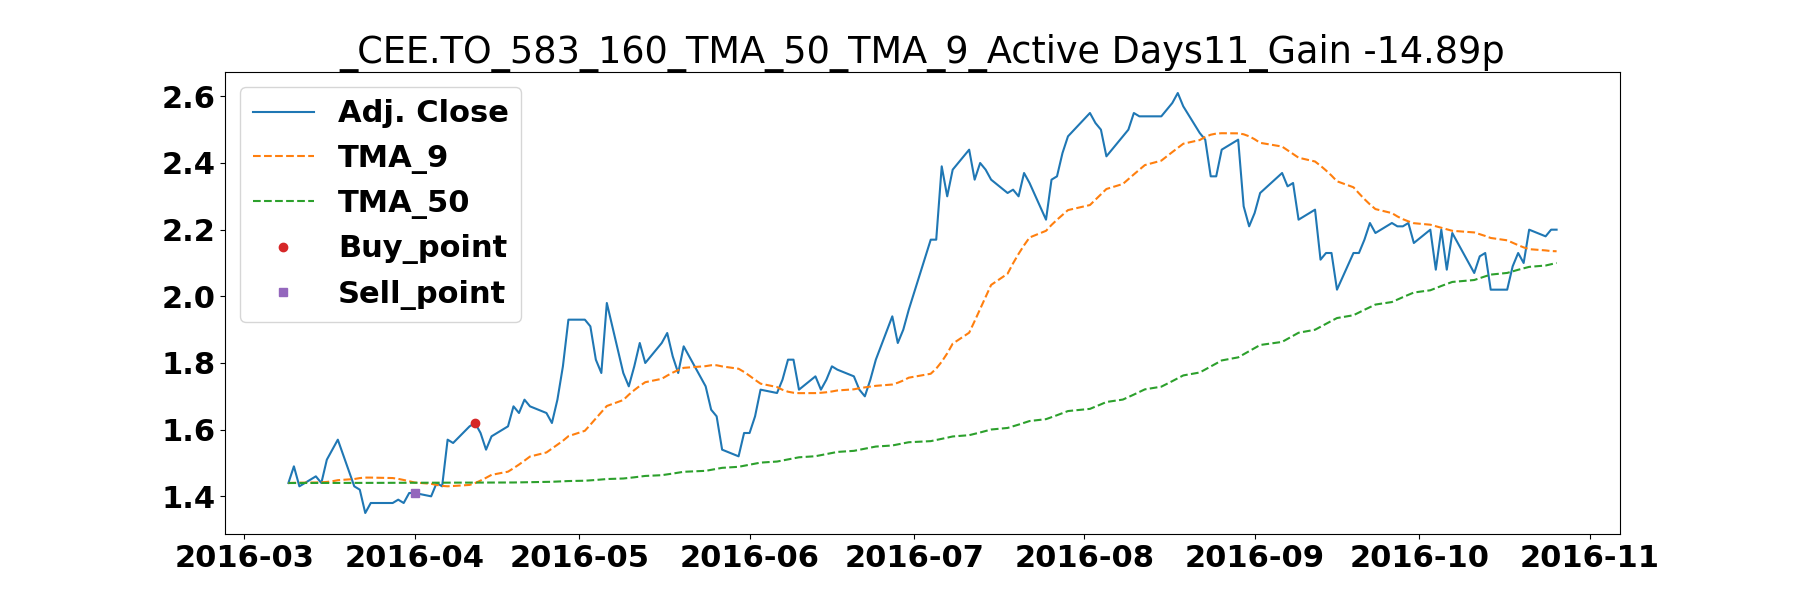 _CEE.TO_583_160_TMA_50_TMA_9_Active Days11_Gain -14.89p
2.6
2.4
2.2
2.0
1.8
1.6
1.4
Adj. Close
TMA_9
TMA_50
Buy_point
Sell_point
2016-03 2016-04 2016-05 2016-06 2016-07 2016-08 2016-09 2016-10 2016-11